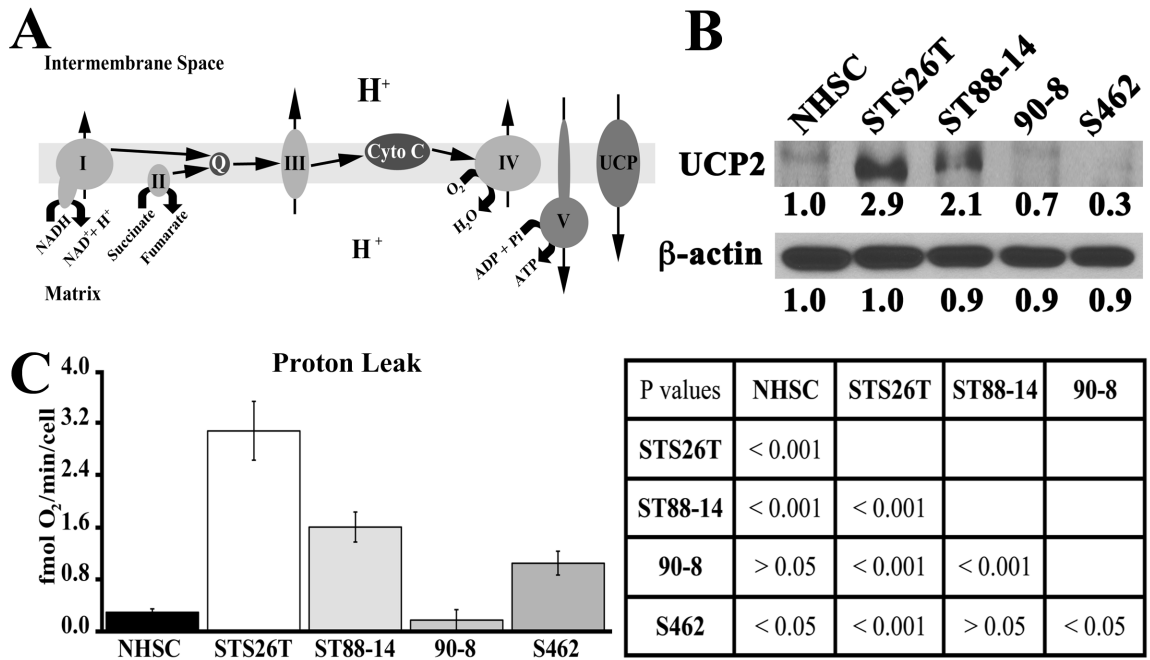 A
Intermembrane Space
H⁺
I
II
Q
III
Cyto C
IV
UCP
V
NADH
NAD⁺+ H⁺
Succinate
Fumarate
O₂
H₂O
ADP + Pi
ATP
H⁺
Matrix
B
NHSC STS26T ST88-14 90-8 S462
UCP2
1.0 2.9 2.1 0.7 0.3
β-actin
1.0 1.0 0.9 0.9 0.9
C
Proton Leak
fmol O₂/min/cell
4.0
3.2
2.4
1.6
0.8
0.0
NHSC STS26T ST88-14 90-8 S462
P values NHSC STS26T ST88-14 90-8
STS26T < 0.001
ST88-14 < 0.001 < 0.001
90-8 > 0.05 < 0.001 < 0.001
S462 < 0.05 < 0.001 > 0.05 < 0.05